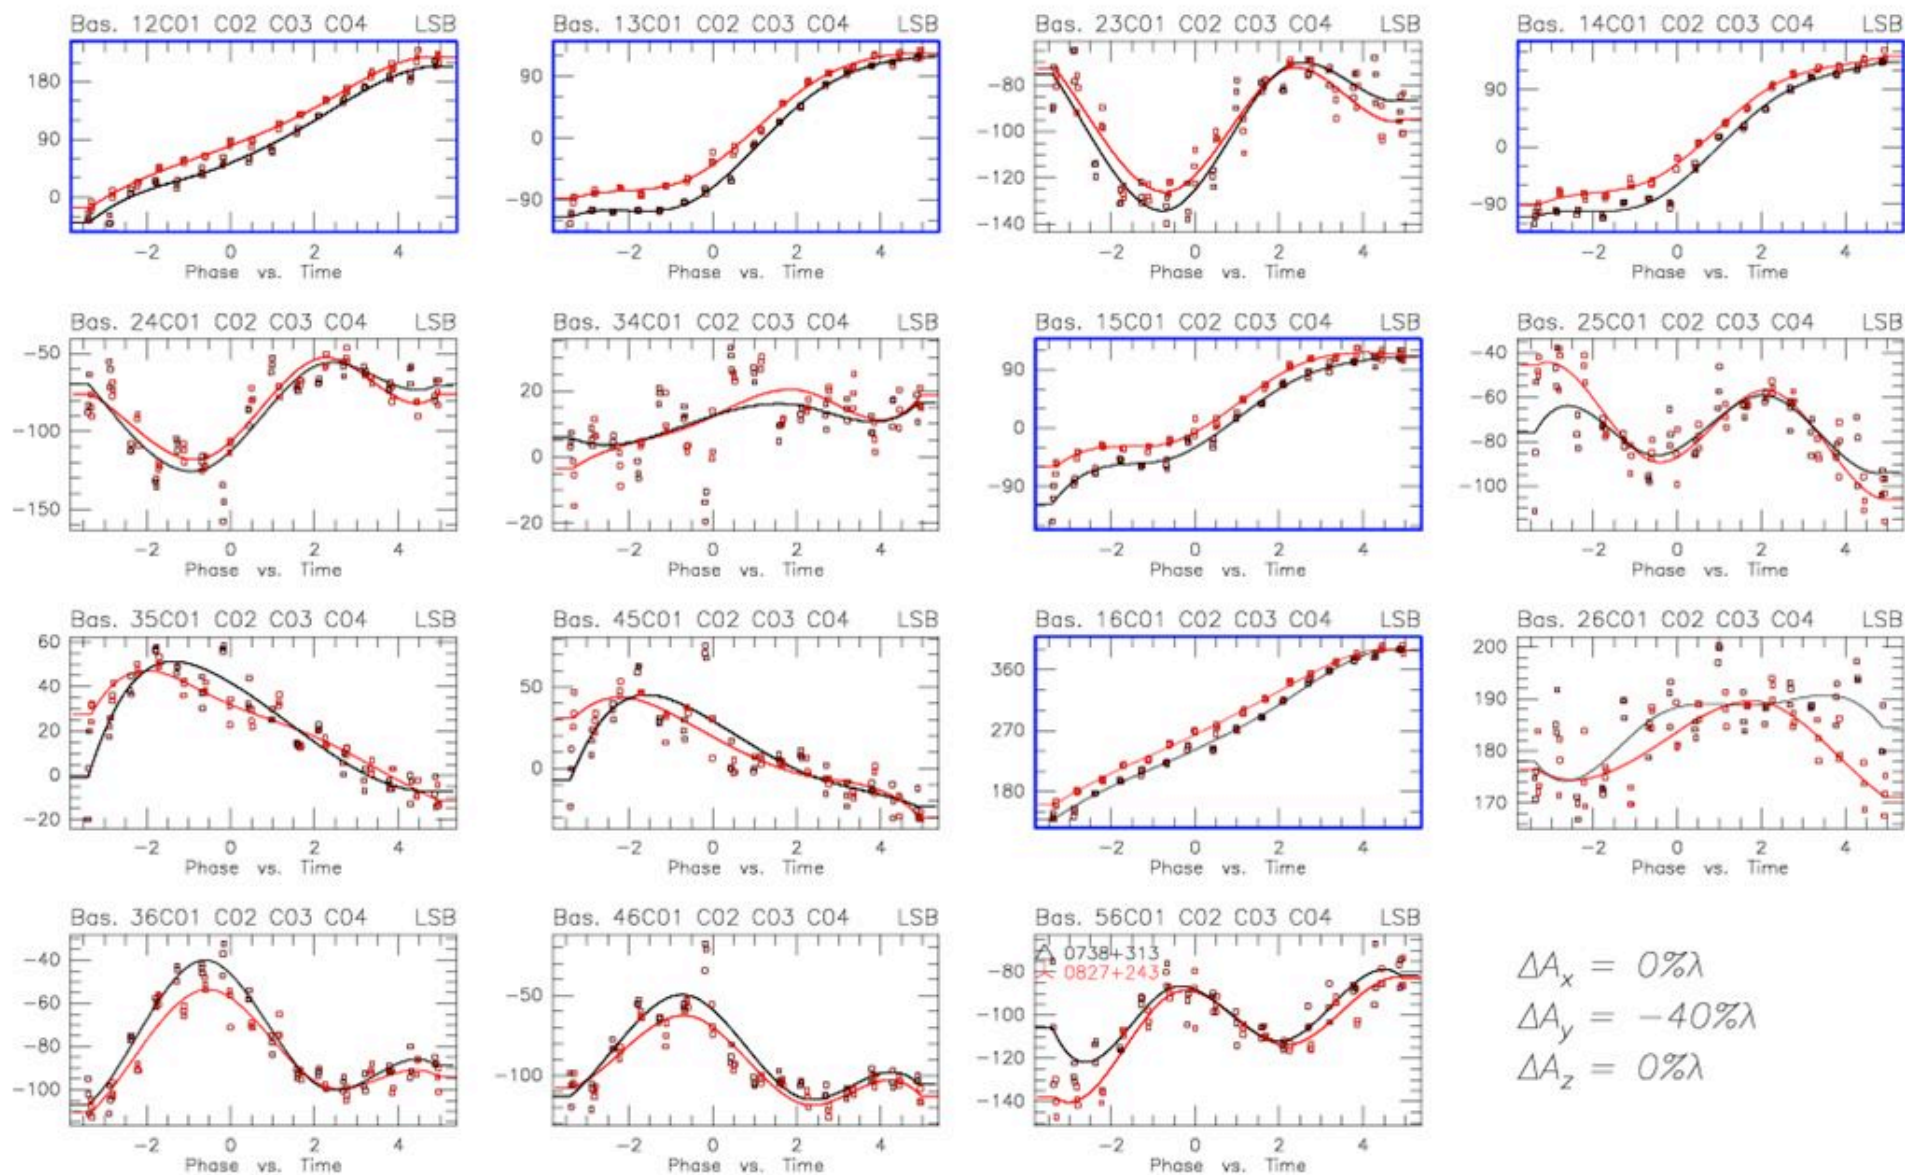 Bas. 12C01 C02 C03 C04 LSB
180
90
0
-2 0 2 4
Phase vs. Time
Bas. 13C01 C02 C03 C04 LSB
90
0
-90
-2 0 2 4
Phase vs. Time
Bas. 23C01 C02 C03 C04 LSB
-80
-100
-120
-140
-2 0 2 4
Phase vs. Time
Bas. 14C01 C02 C03 C04 LSB
90
0
-90
-2 0 2 4
Phase vs. Time
Bas. 24C01 C02 C03 C04 LSB
-50
-100
-150
-2 0 2 4
Phase vs. Time
Bas. 34C01 C02 C03 C04 LSB
20
0
-20
-2 0 2 4
Phase vs. Time
Bas. 15C01 C02 C03 C04 LSB
90
0
-90
-2 0 2 4
Phase vs. Time
Bas. 25C01 C02 C03 C04 LSB
-40
-60
-80
-100
-2 0 2 4
Phase vs. Time
Bas. 35C01 C02 C03 C04 LSB
60
40
20
0
-20
-2 0 2 4
Phase vs. Time
Bas. 45C01 C02 C03 C04 LSB
50
0
-2 0 2 4
Phase vs. Time
Bas. 16C01 C02 C03 C04 LSB
360
270
180
-2 0 2 4
Phase vs. Time
Bas. 26C01 C02 C03 C04 LSB
200
190
180
170
-2 0 2 4
Phase vs. Time
Bas. 36C01 C02 C03 C04 LSB
-40
-60
-80
-100
-2 0 2 4
Phase vs. Time
Bas. 46C01 C02 C03 C04 LSB
-50
-100
-2 0 2 4
Phase vs. Time
Bas. 56C01 C02 C03 C04 LSB
0738+313
0827+243
-80
-100
-120
-140
-2 0 2 4
Phase vs. Time
ΔAx = 0%λ
ΔAy = -40%λ
ΔAz = 0%λ